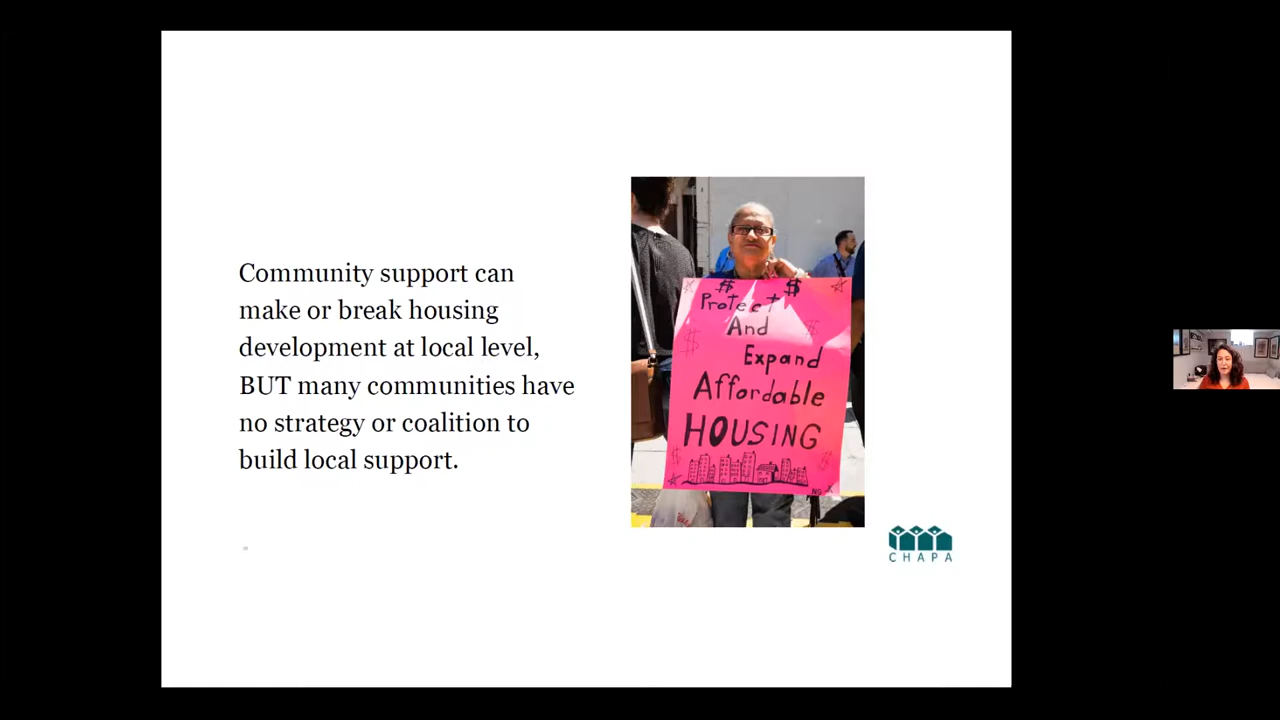 Community support can
make or break housing
development at local level,
BUT many communities have
no strategy or coalition to
build local support.
$ $
Protect
And
Expand
Affordable
HOUSING
NG
CHAPA